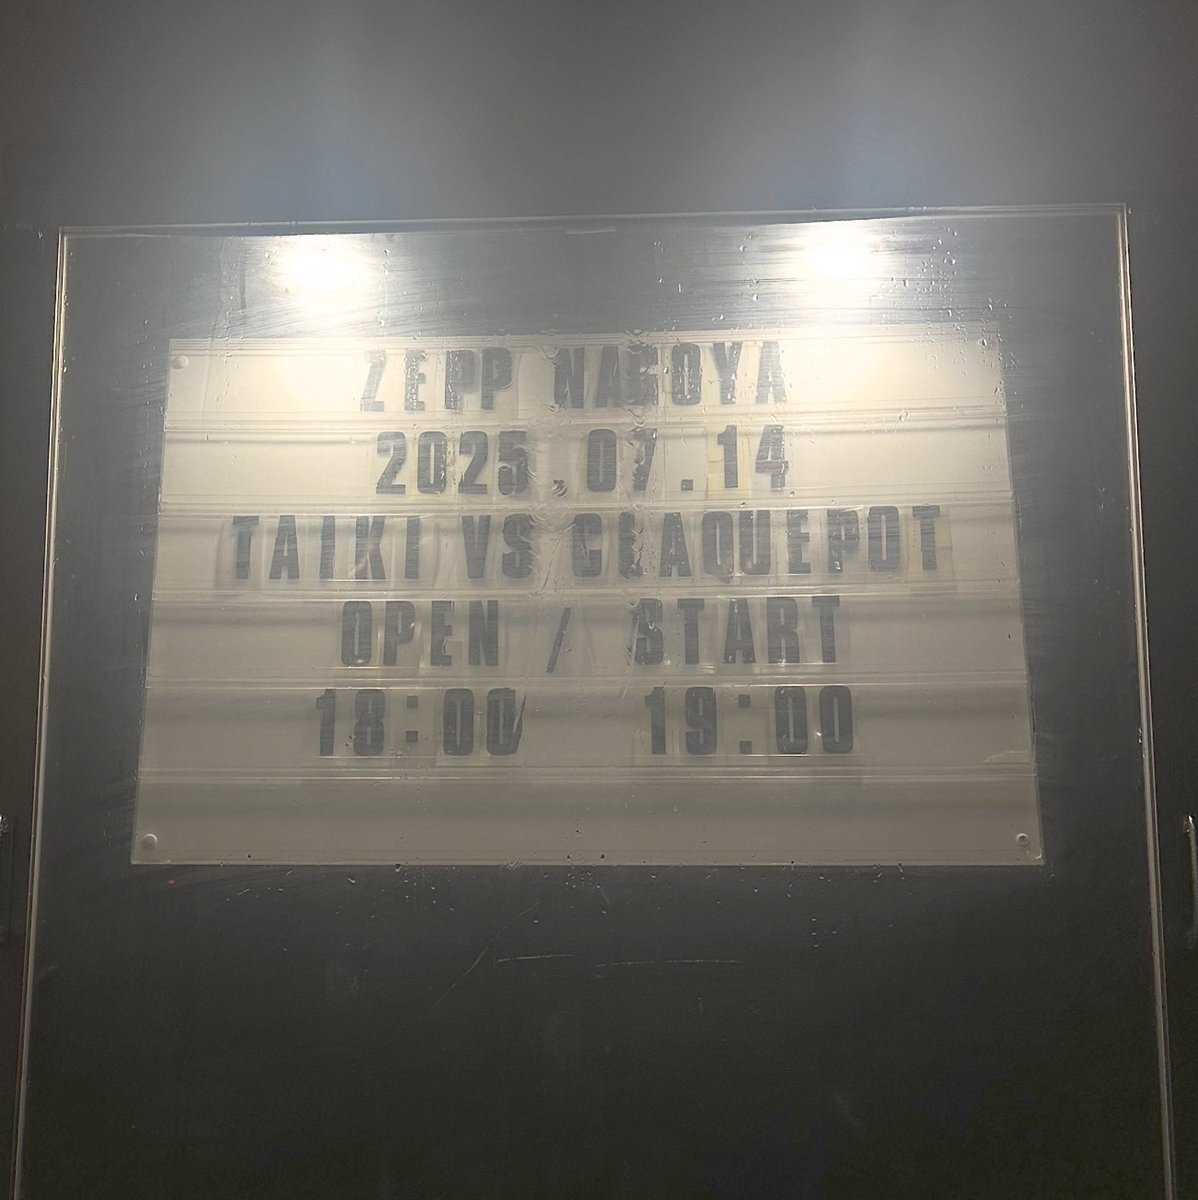 ZEPP NAGOYA
2025.07.14
TAIKI VS CLAQUEPOT
OPEN / START
18:00 19:00